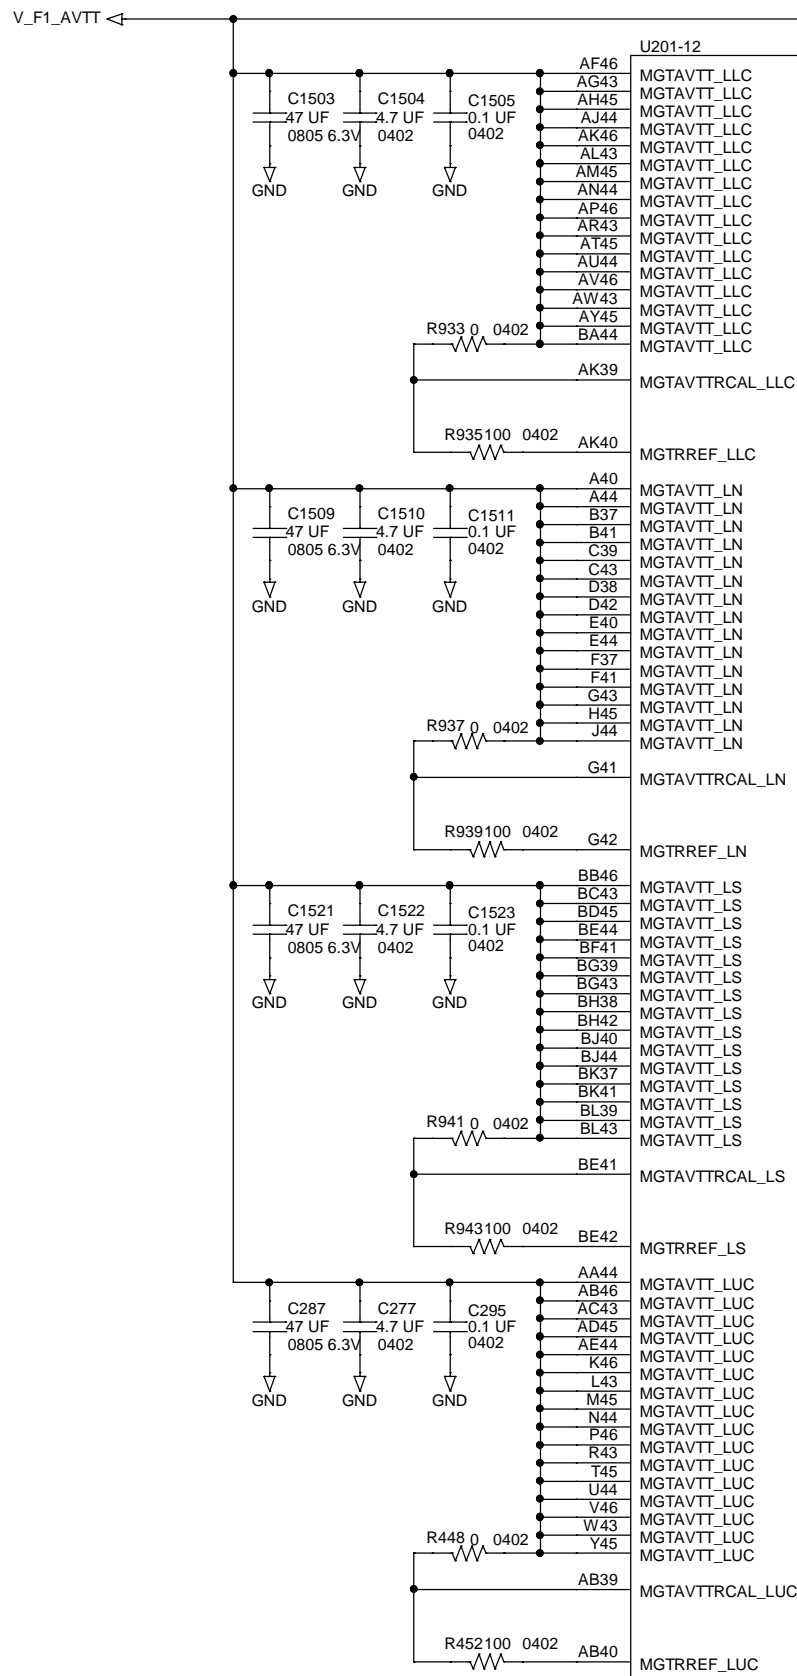 V_F1_AVTT
U201-12
AF46 MGTAVTT_LLC
AG43 MGTAVTT_LLC
AH45 MGTAVTT_LLC
AJ44 MGTAVTT_LLC
AK46 MGTAVTT_LLC
AL43 MGTAVTT_LLC
AM45 MGTAVTT_LLC
AN44 MGTAVTT_LLC
AP46 MGTAVTT_LLC
AR43 MGTAVTT_LLC
AT45 MGTAVTT_LLC
AU44 MGTAVTT_LLC
AV46 MGTAVTT_LLC
AW43 MGTAVTT_LLC
AY45 MGTAVTT_LLC
BA44 MGTAVTT_LLC
C1503
47 UF
0805 6.3V
GND
C1504
4.7 UF
0402
GND
C1505
0.1 UF
0402
GND
R933 0 0402
AK39 MGTAVTTRCAL_LLC
R935 100 0402
AK40 MGTRREF_LLC
A40 MGTAVTT_LN
A44 MGTAVTT_LN
B37 MGTAVTT_LN
B41 MGTAVTT_LN
C39 MGTAVTT_LN
C43 MGTAVTT_LN
D38 MGTAVTT_LN
D42 MGTAVTT_LN
E40 MGTAVTT_LN
E44 MGTAVTT_LN
F37 MGTAVTT_LN
F41 MGTAVTT_LN
G43 MGTAVTT_LN
H45 MGTAVTT_LN
J44 MGTAVTT_LN
C1509
47 UF
0805 6.3V
GND
C1510
4.7 UF
0402
GND
C1511
0.1 UF
0402
GND
R937 0 0402
G41 MGTAVTTRCAL_LN
R939 100 0402
G42 MGTRREF_LN
BB46 MGTAVTT_LS
BC43 MGTAVTT_LS
BD45 MGTAVTT_LS
BE44 MGTAVTT_LS
BF41 MGTAVTT_LS
BG39 MGTAVTT_LS
BG43 MGTAVTT_LS
BH38 MGTAVTT_LS
BH42 MGTAVTT_LS
BJ40 MGTAVTT_LS
BJ44 MGTAVTT_LS
BK37 MGTAVTT_LS
BK41 MGTAVTT_LS
BL39 MGTAVTT_LS
BL43 MGTAVTT_LS
C1521
47 UF
0805 6.3V
GND
C1522
4.7 UF
0402
GND
C1523
0.1 UF
0402
GND
R941 0 0402
BE41 MGTAVTTRCAL_LS
R943 100 0402
BE42 MGTRREF_LS
AA44 MGTAVTT_LUC
AB46 MGTAVTT_LUC
AC43 MGTAVTT_LUC
AD45 MGTAVTT_LUC
AE44 MGTAVTT_LUC
K46 MGTAVTT_LUC
L43 MGTAVTT_LUC
M45 MGTAVTT_LUC
N44 MGTAVTT_LUC
P46 MGTAVTT_LUC
R43 MGTAVTT_LUC
T45 MGTAVTT_LUC
U44 MGTAVTT_LUC
V46 MGTAVTT_LUC
W43 MGTAVTT_LUC
Y45 MGTAVTT_LUC
C287
47 UF
0805 6.3V
GND
C277
4.7 UF
0402
GND
C295
0.1 UF
0402
GND
R448 0 0402
AB39 MGTAVTTRCAL_LUC
R452 100 0402
AB40 MGTRREF_LUC